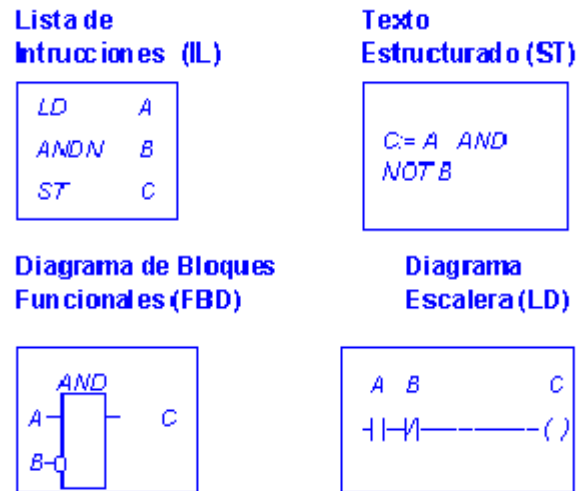 Lista de
Intrucciones (IL)
LD A
ANDN B
ST C
Texto
Estructurado (ST)
C:= A AND
NOT B
Diagrama de Bloques
Funcionales (FBD)
AND
A C
B
Diagrama
Escalera (LD)
A B C